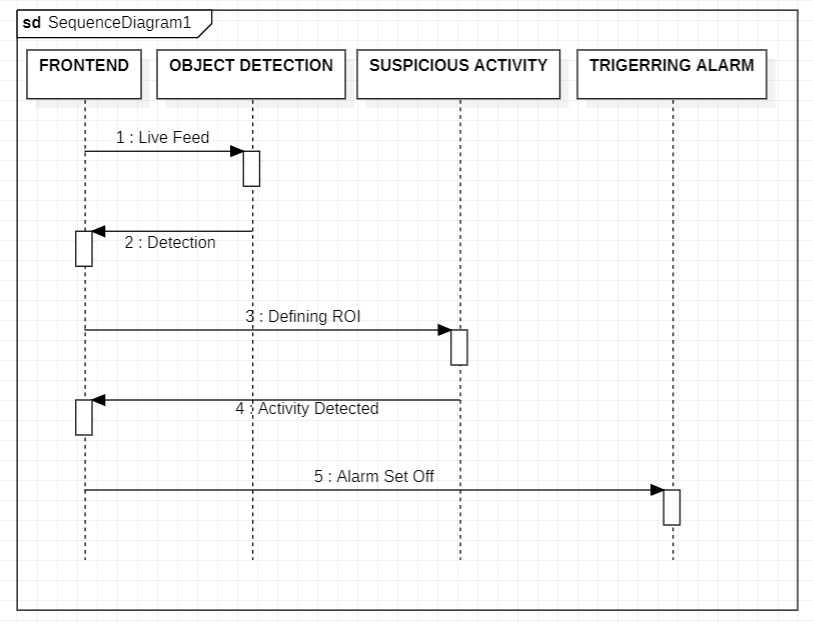 sd SequenceDiagram1
FRONTEND
OBJECT DETECTION
SUSPICIOUS ACTIVITY
TRIGERRING ALARM
1 : Live Feed
2 : Detection
3 : Defining ROI
4 : Activity Detected
5 : Alarm Set Off